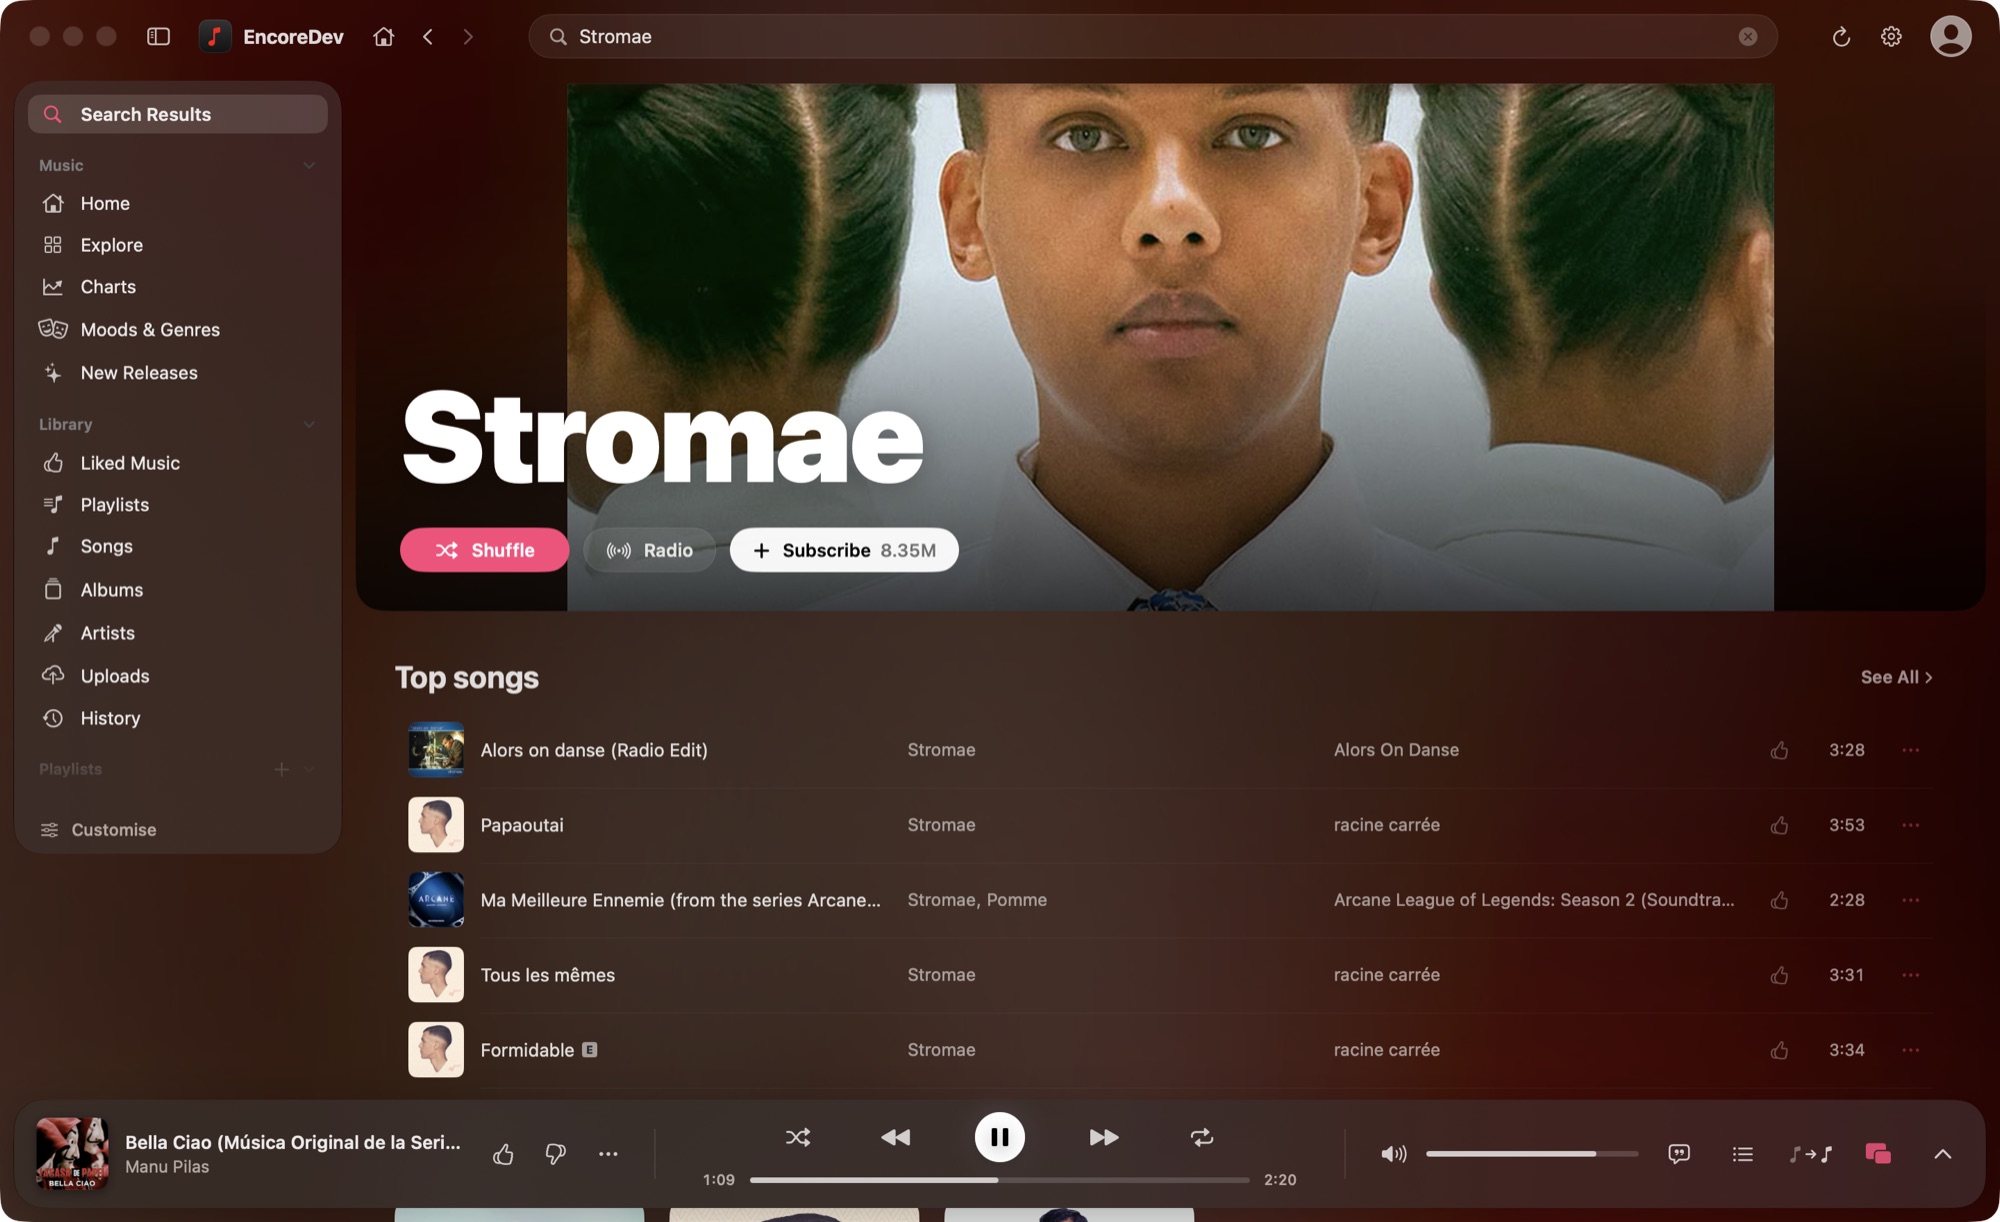 EncoreDev
Stromae
Search Results
Music
Home
Explore
Charts
Moods & Genres
New Releases
Library
Liked Music
Playlists
Songs
Albums
Artists
Uploads
History
Playlists
Customise
Stromae
Shuffle
Radio
Subscribe 8.35M
Top songs
See All
Alors on danse (Radio Edit) Stromae Alors On Danse 3:28
Papaoutai Stromae racine carrée 3:53
ARCANE
Ma Meilleure Ennemie (from the series Arcane... Stromae, Pomme Arcane League of Legends: Season 2 (Soundtra... 2:28
Tous les mêmes Stromae racine carrée 3:31
Formidable E Stromae racine carrée 3:34
BELLA CIAO
Bella Ciao (Música Original de la Seri...
Manu Pilas
1:09
2:20